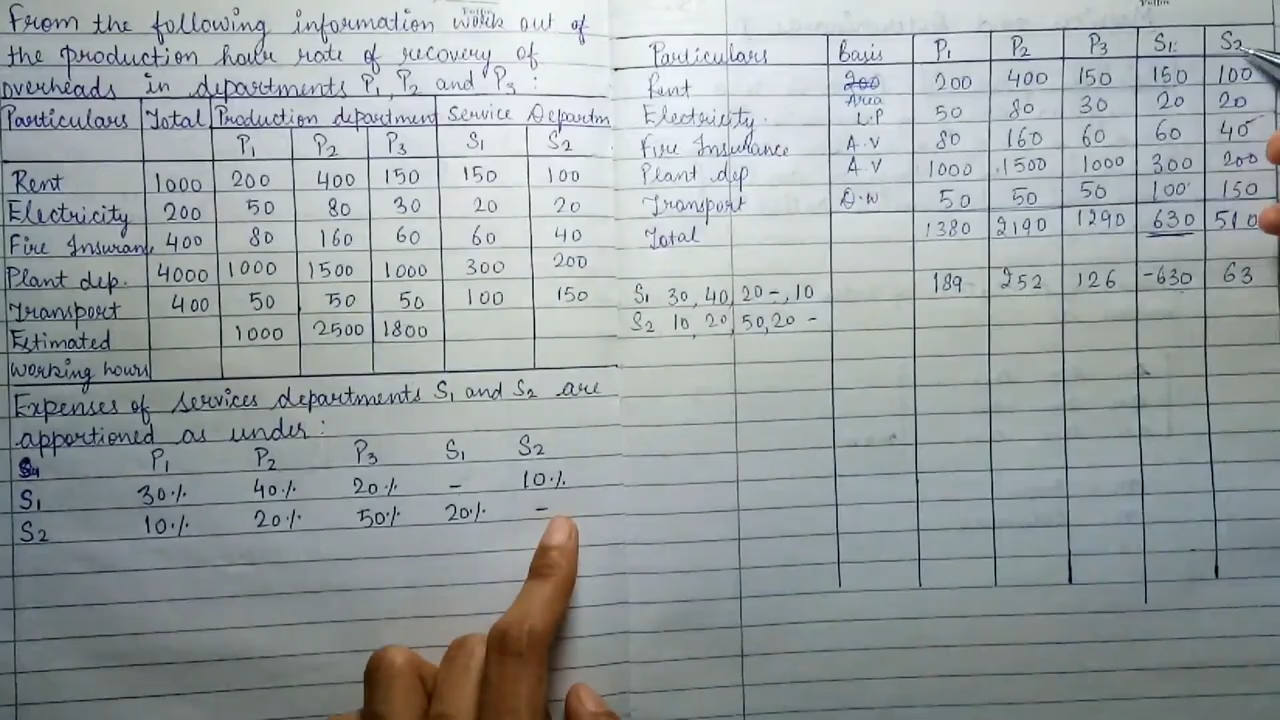 From the following information work out of
the production hour rate of recovery of
overheads in departments P1, P2 and P3 :
Particulars Total Production department Service Departm
P1 P2 P3 S1 S2
Rent 1000 200 400 150 150 100
Electricity 200 50 80 30 20 20
Fire Insuranc 400 80 160 60 60 40
Plant dep. 4000 1000 1500 1000 300 200
Transport 400 50 50 50 100 150
Estimated 1000 2500 1800
working hours
Expenses of services departments S1 and S2 are
apportioned as under :
P1 P2 P3 S1 S2
S1 30% 40% 20% - 10%
S2 10% 20% 50% 20% -
Particulars Basis P1 P2 P3 S1 S2
Rent Area 200 400 150 150 100
Electricity. L.P 50 80 30 20 20
Fire Insurance A.V 80 160 60 60 40
Plant dep A.V 1000 1500 1000 300 200
Transport D.W 50 50 50 100 150
Total 1380 2190 1290 630 510
S1 30, 40, 20 -, 10 189 252 126 -630 63
S2 10, 20, 50, 20 -